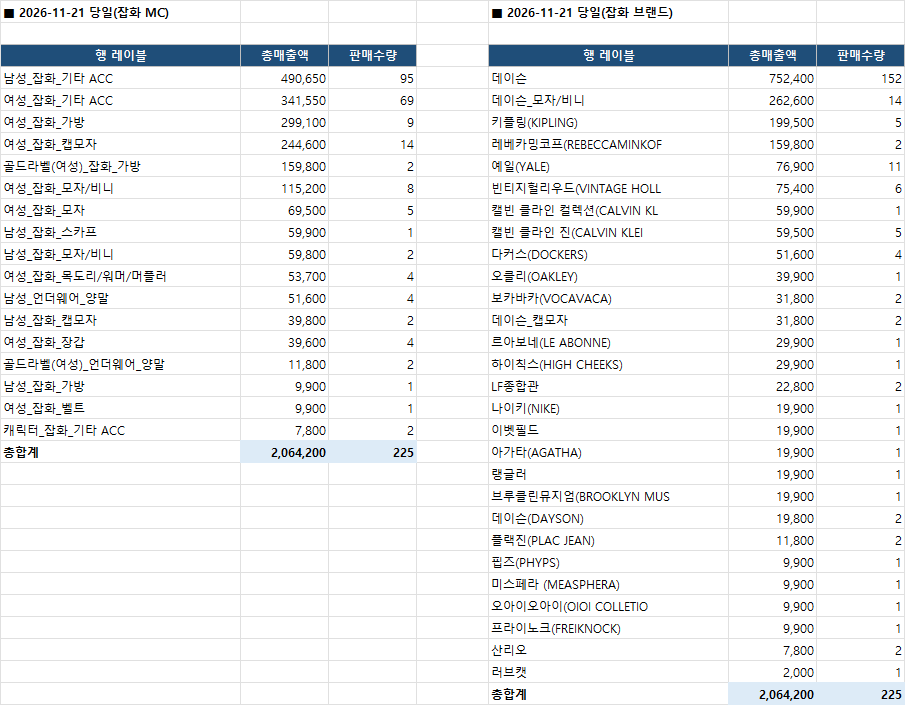 ■ 2026-11-21 당일(잡화 MC)
행 레이블 총매출액 판매수량
남성_잡화_기타 ACC 490,650 95
여성_잡화_기타 ACC 341,550 69
여성_잡화_가방 299,100 9
여성_잡화_캡모자 244,600 14
골드라벨(여성)_잡화_가방 159,800 2
여성_잡화_모자/비니 115,200 8
여성_잡화_모자 69,500 5
남성_잡화_스카프 59,900 1
남성_잡화_모자/비니 59,800 2
여성_잡화_목도리/워머/머플러 53,700 4
남성_언더웨어_양말 51,600 4
남성_잡화_캡모자 39,800 2
여성_잡화_장갑 39,600 4
골드라벨(여성)_언더웨어_양말 11,800 2
남성_잡화_가방 9,900 1
여성_잡화_벨트 9,900 1
캐릭터_잡화_기타 ACC 7,800 2
총합계 2,064,200 225
■ 2026-11-21 당일(잡화 브랜드)
행 레이블 총매출액 판매수량
데이슨 752,400 152
데이슨_모자/비니 262,600 14
키플링(KIPLING) 199,500 5
레베카밍코프(REBECCAMINKOF 159,800 2
예일(YALE) 76,900 11
빈티지헐리우드(VINTAGE HOLL 75,400 6
캘빈 클라인 컬렉션(CALVIN KL 59,900 1
캘빈 클라인 진(CALVIN KLEI 59,500 5
다커스(DOCKERS) 51,600 4
오클리(OAKLEY) 39,900 1
보카바카(VOCAVACA) 31,800 2
데이슨_캡모자 31,800 2
르아보네(LE ABONNE) 29,900 1
하이칙스(HIGH CHEEKS) 29,900 1
LF종합관 22,800 2
나이키(NIKE) 19,900 1
이벳필드 19,900 1
아가타(AGATHA) 19,900 1
랭글러 19,900 1
브루클린뮤지엄(BROOKLYN MUS 19,900 1
데이슨(DAYSON) 19,800 2
플랙진(PLAC JEAN) 11,800 2
핍즈(PHYPS) 9,900 1
미스페라 (MEASPHERA) 9,900 1
오아이오아이(OIOI COLLETIO 9,900 1
프라이노크(FREIKNOCK) 9,900 1
산리오 7,800 2
러브캣 2,000 1
총합계 2,064,200 225